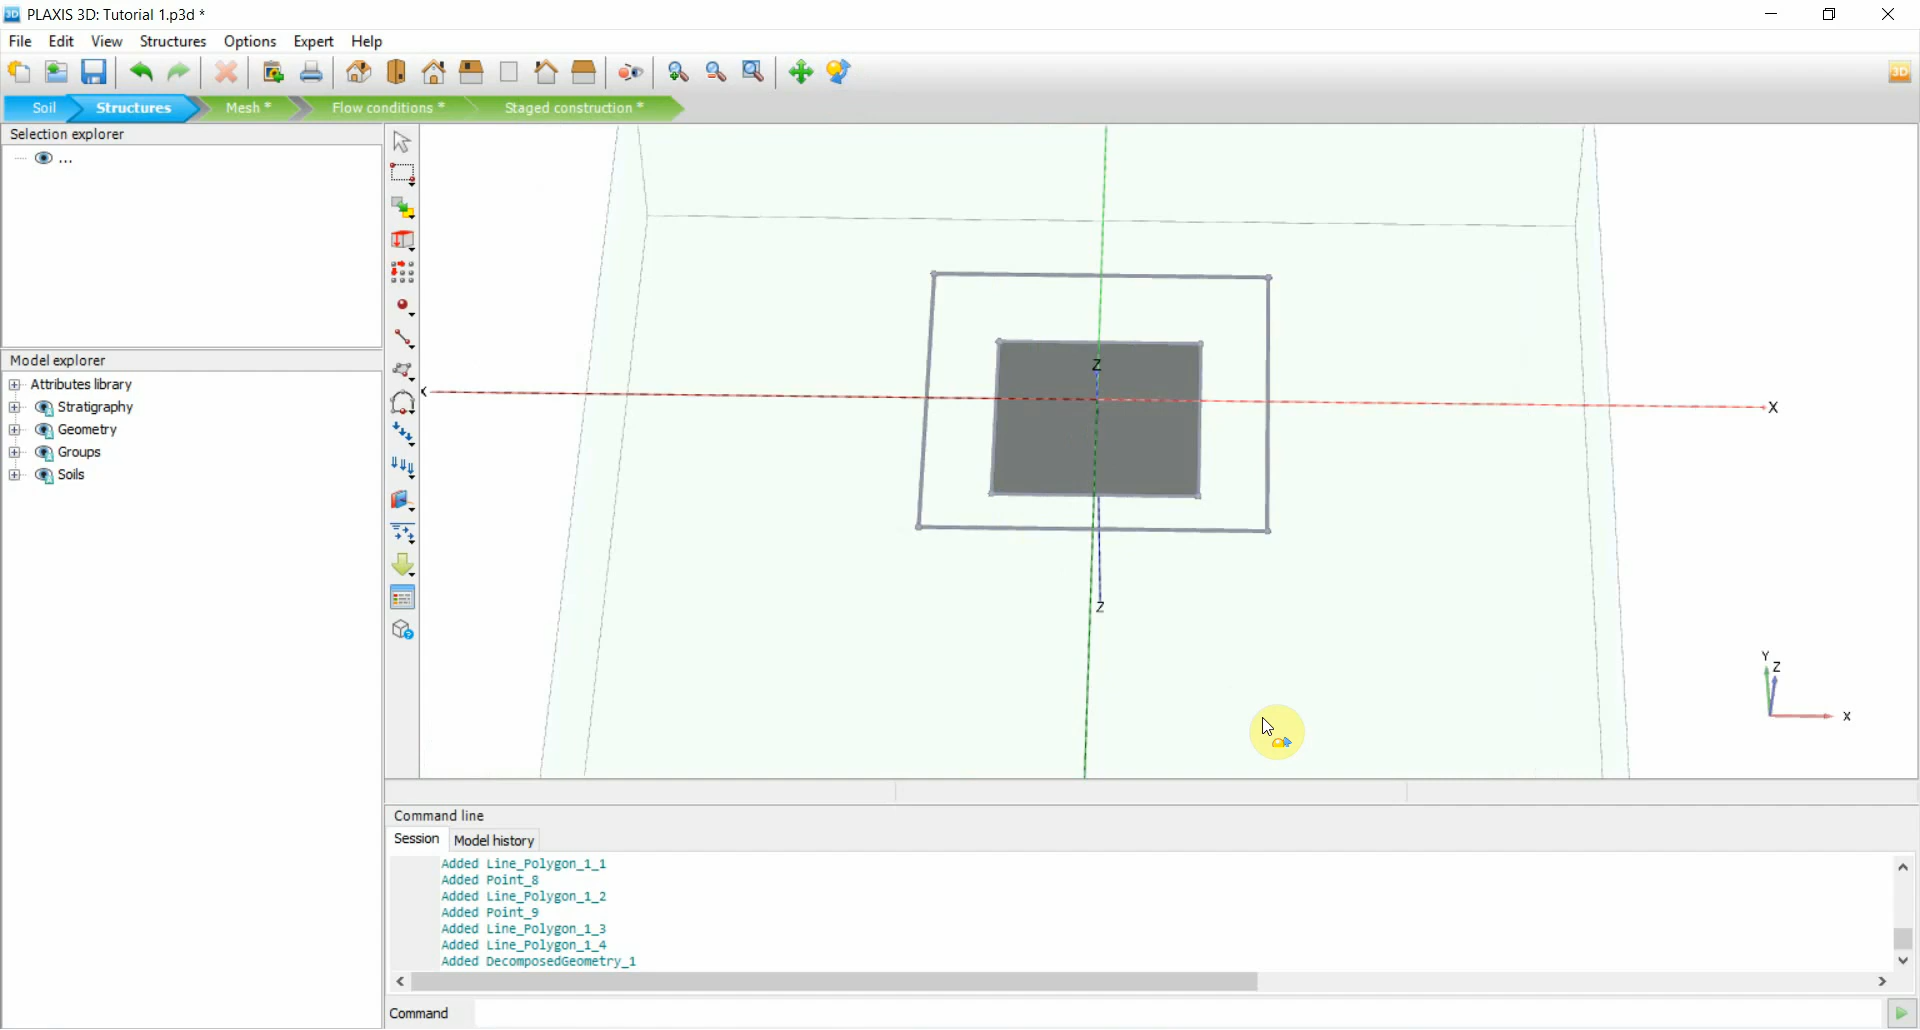 PLAXIS 3D: Tutorial 1.p3d *
File Edit View Structures Options Expert Help
3D
Soil Structures Mesh * Flow conditions * Staged construction *
Selection explorer
...
Model explorer
Attributes library
Stratigraphy
Geometry
Groups
Soils
Z
X
Z
Y
Z
X
Command line
Session Model history
Added Line_Polygon_1_1
Added Point_8
Added Line_Polygon_1_2
Added Point_9
Added Line_Polygon_1_3
Added Line_Polygon_1_4
Added DecomposedGeometry_1
Command